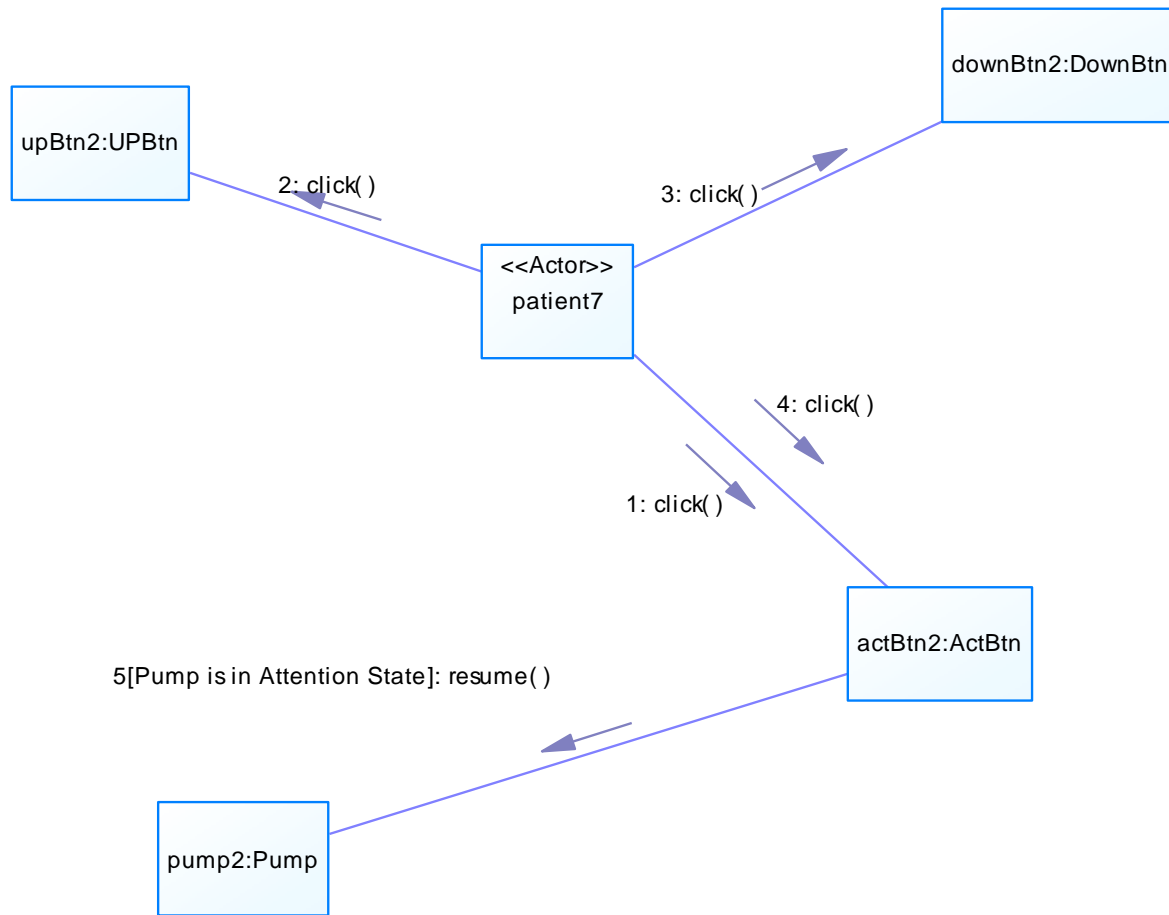 downBtn2:DownBtn
upBtn2:UPBtn
2: click( )
3: click( )
<<Actor>>
patient7
4: click( )
1: click( )
actBtn2:ActBtn
5[Pump is in Attention State]: resume( )
pump2:Pump